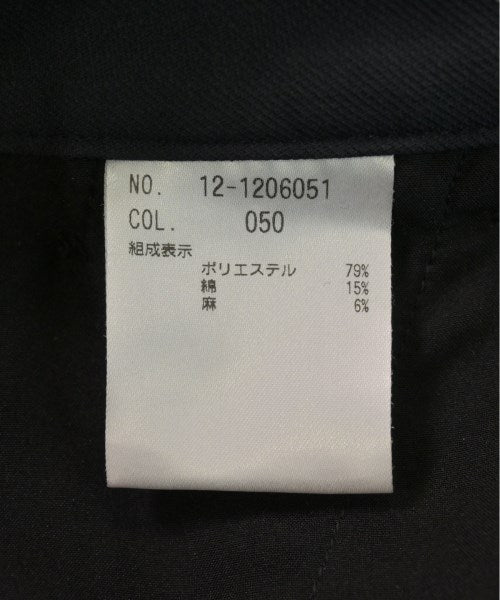 NO. 12-1206051
COL. 050
組成表示
ポリエステル 79%
綿 15%
麻 6%